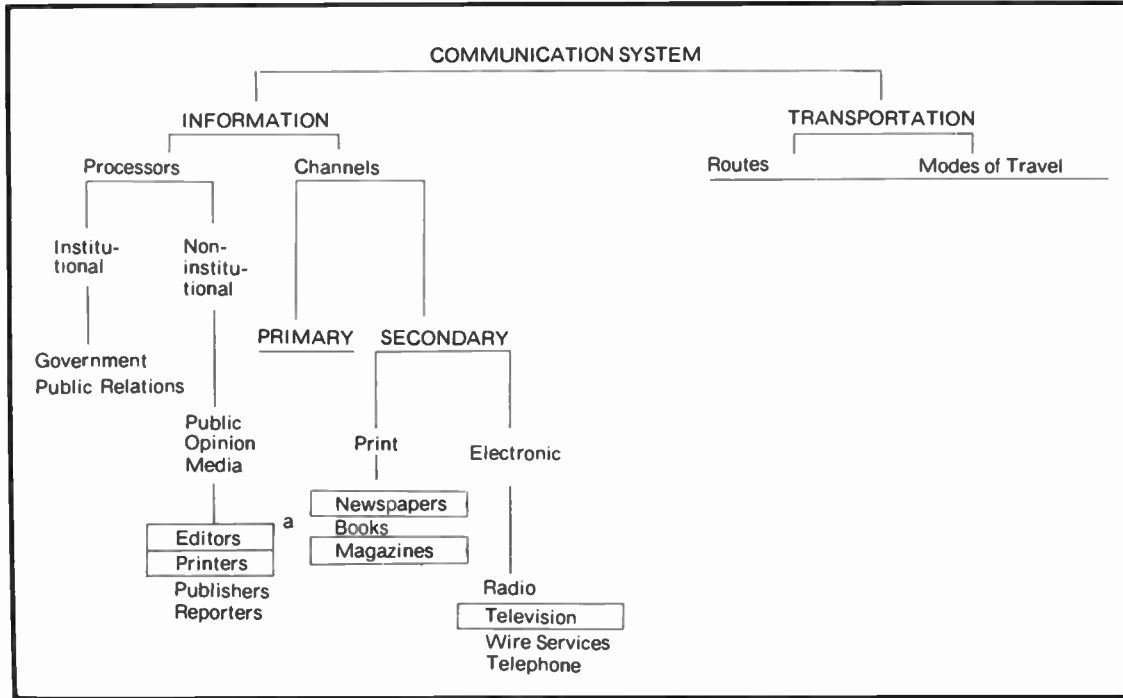 COMMUNICATION SYSTEM
INFORMATION
TRANSPORTATION
Processors
Channels
Routes
Modes of Travel
Institu-
tional
Non-
institu-
tional
PRIMARY
SECONDARY
Government
Public Relations
Public
Opinion
Media
Print
Electronic
a
Editors
Printers
Publishers
Reporters
Newspapers
Books
Magazines
Radio
Television
Wire Services
Telephone